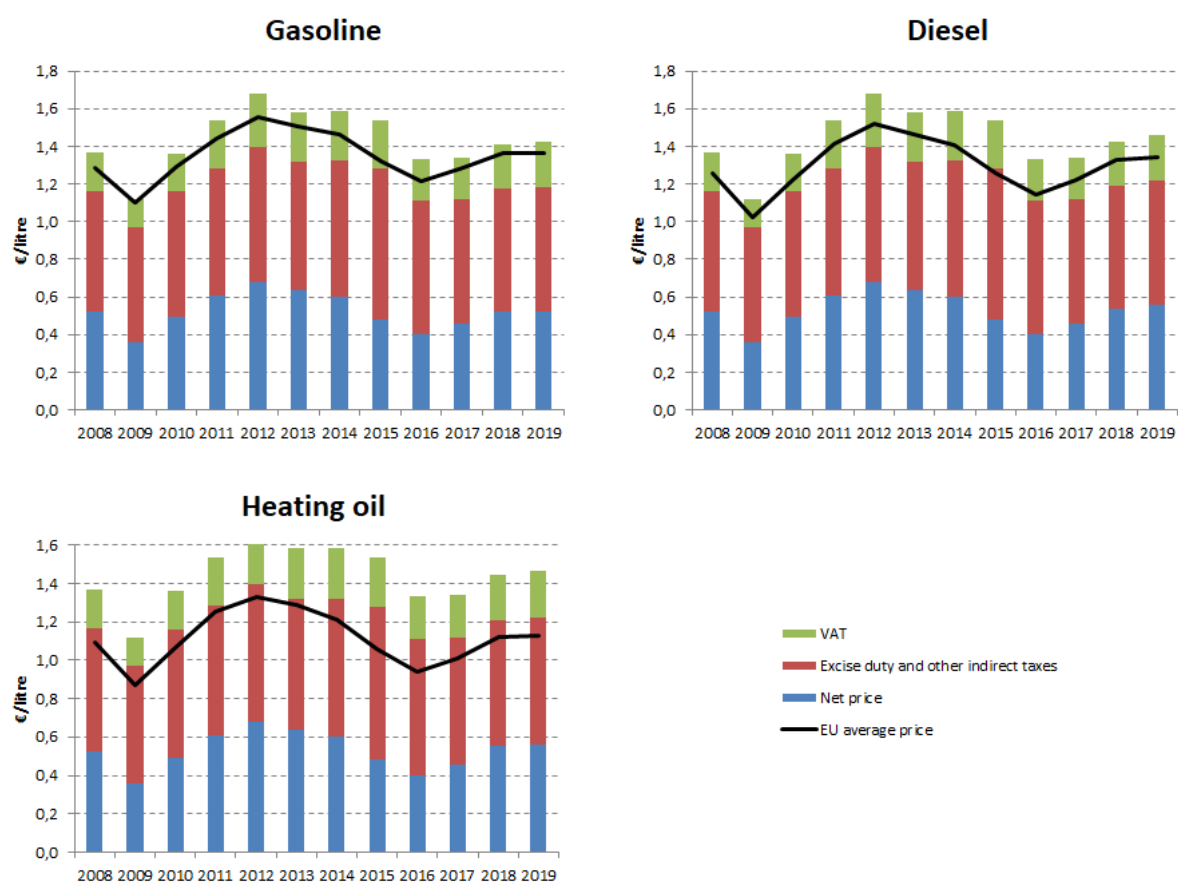 Gasoline
1,8
1,6
1,4
1,2
1,0
0,8
0,6
0,4
0,2
0,0
€/litre
2008 2009 2010 2011 2012 2013 2014 2015 2016 2017 2018 2019
Diesel
1,8
1,6
1,4
1,2
1,0
0,8
0,6
0,4
0,2
0,0
€/litre
2008 2009 2010 2011 2012 2013 2014 2015 2016 2017 2018 2019
Heating oil
1,6
1,4
1,2
1,0
0,8
0,6
0,4
0,2
0,0
€/litre
2008 2009 2010 2011 2012 2013 2014 2015 2016 2017 2018 2019
VAT
Excise duty and other indirect taxes
Net price
EU average price